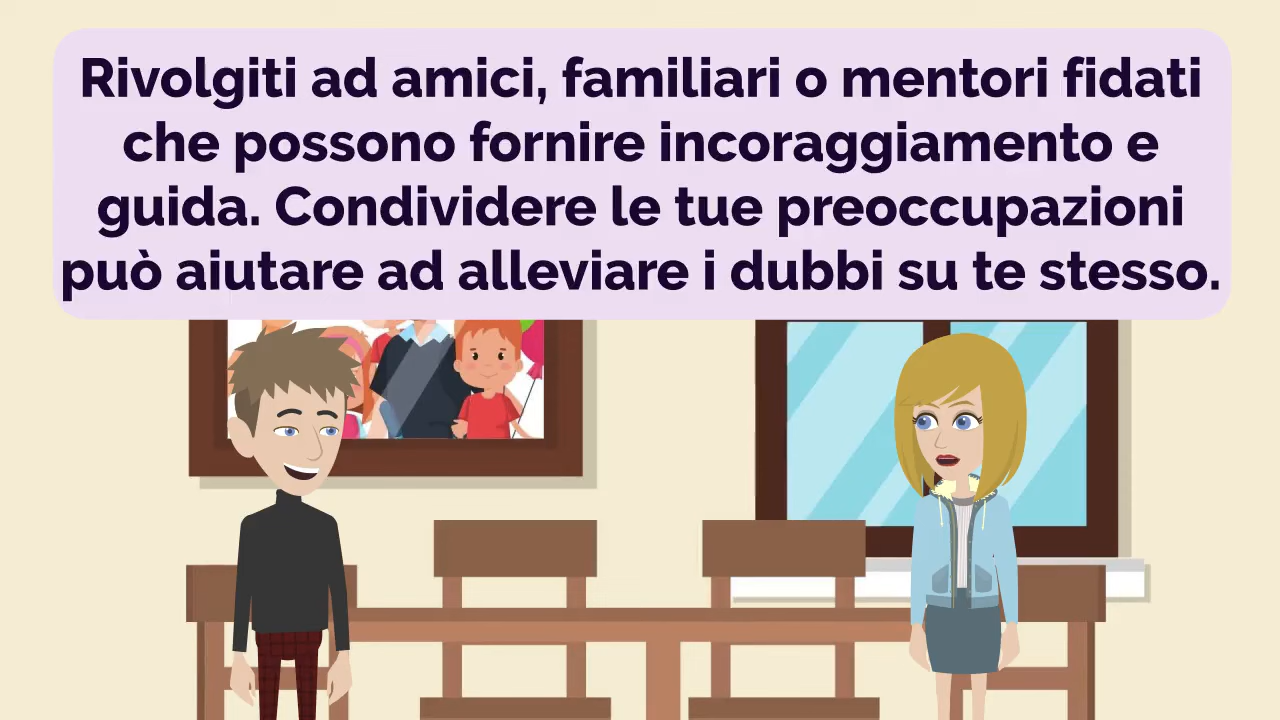 Rivolgiti ad amici, familiari o mentori fidati
che possono fornire incoraggiamento e
guida. Condividere le tue preoccupazioni
può aiutare ad alleviare i dubbi su te stesso.